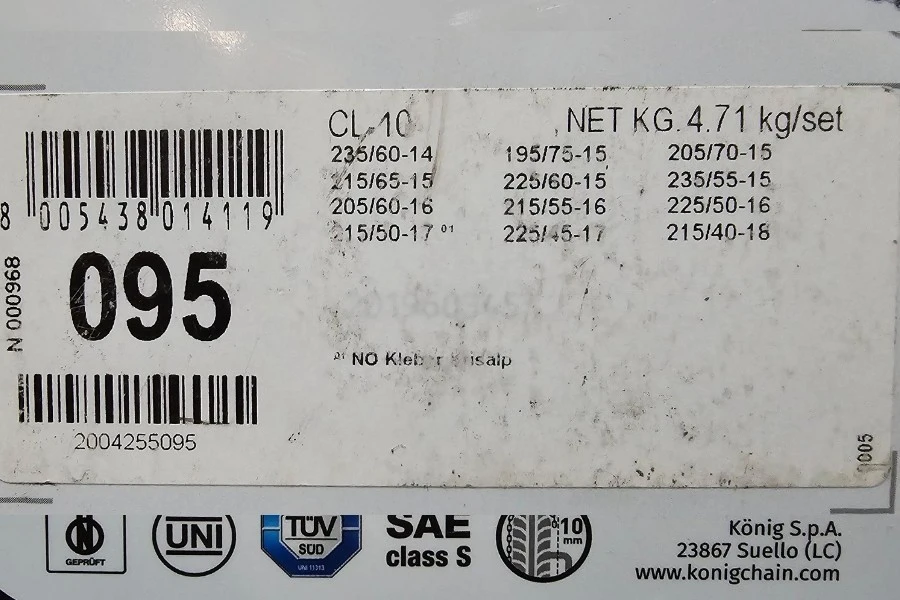 CL-10 NET KG. 4.71 kg/set
235/60-14 195/75-15 205/70-15
215/65-15 225/60-15 235/55-15
205/60-16 215/55-16 225/50-16
215/50-17 01 225/45-17 215/40-18
8 005438 014119
N 000968
095
01 NO Kleber
2004255095
0005
GEPRÜFT
UNI
TÜV
SÜD
UNI 11313
SAE
class S
10
mm
König S.p.A.
23867 Suello (LC)
www.konigchain.com